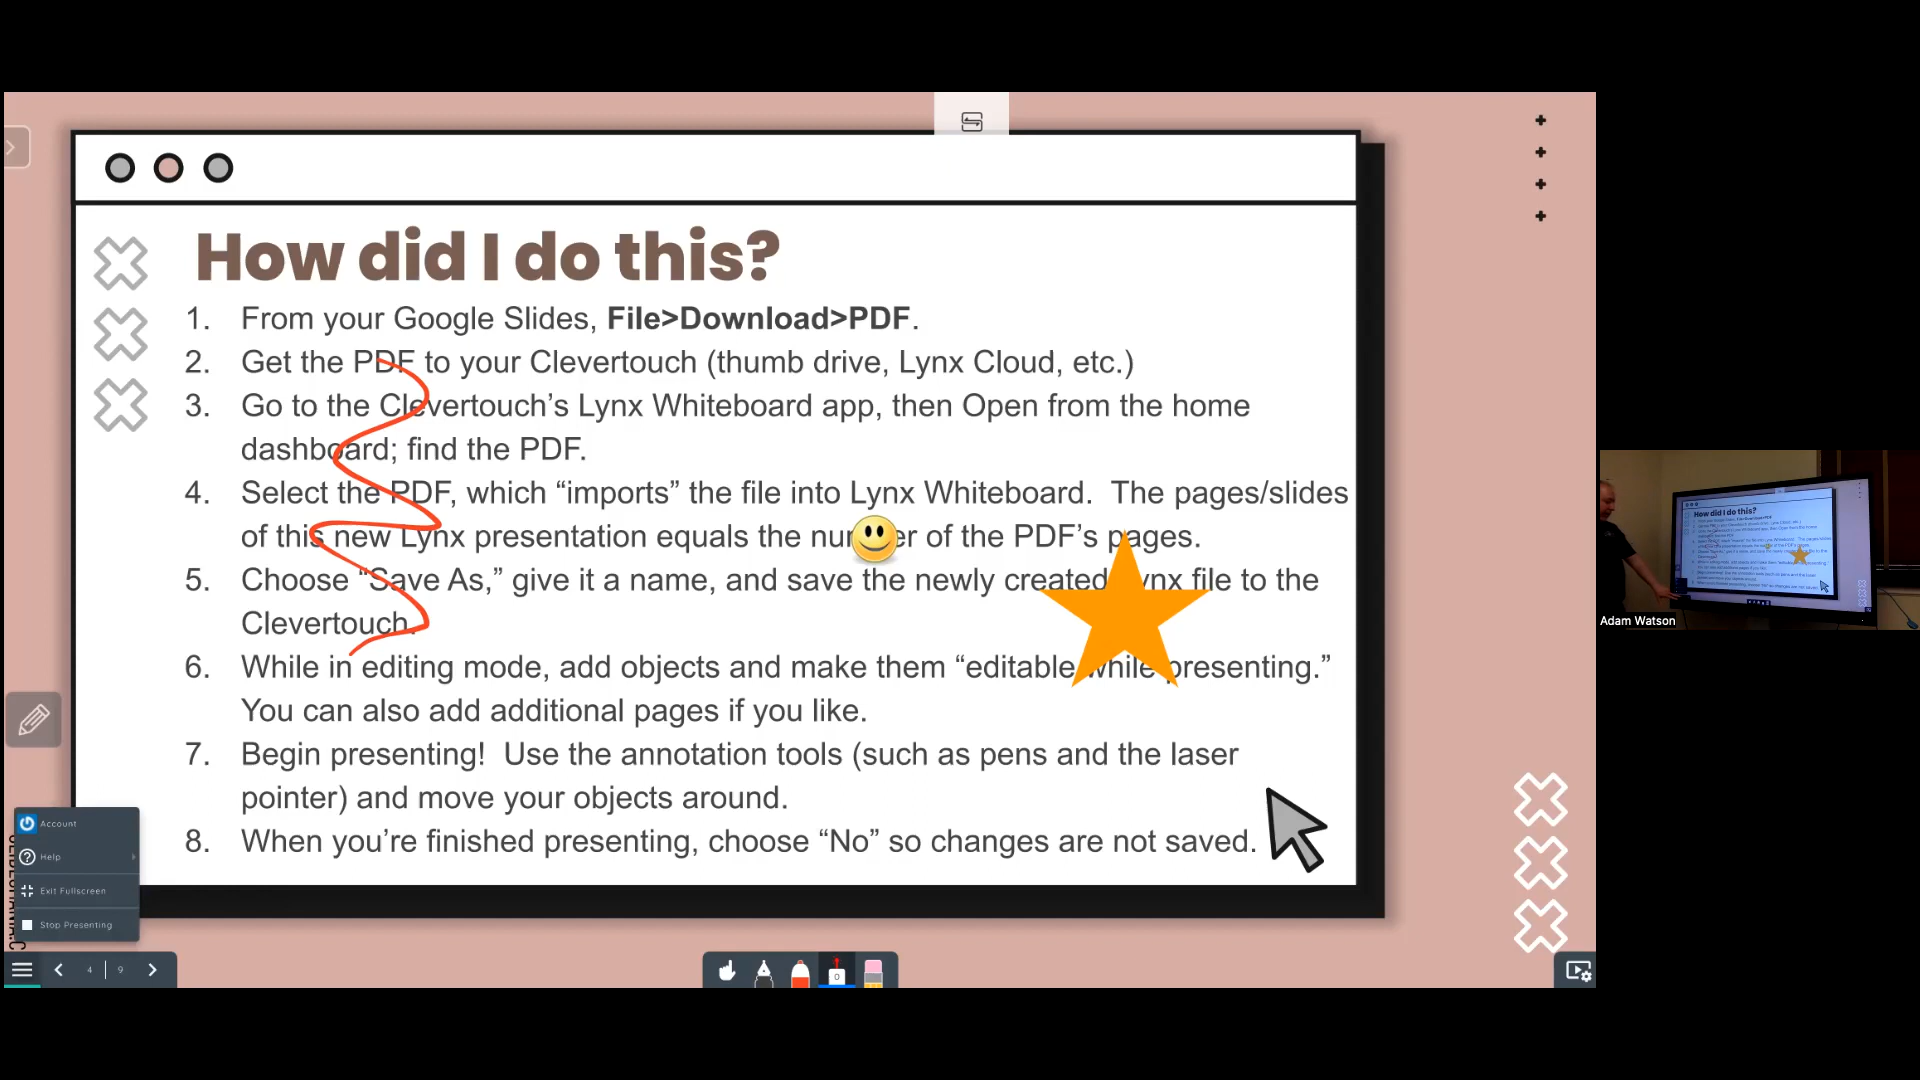 How did I do this?
1. From your Google Slides, File>Download>PDF.
2. Get the PDF to your Clevertouch (thumb drive, Lynx Cloud, etc.)
3. Go to the Clevertouch’s Lynx Whiteboard app, then Open from the home
dashboard; find the PDF.
4. Select the PDF, which “imports” the file into Lynx Whiteboard. The pages/slides
of this new Lynx presentation equals the number of the PDF’s pages.
5. Choose “Save As,” give it a name, and save the newly created Lynx file to the
Clevertouch.
6. While in editing mode, add objects and make them “editable while presenting.”
You can also add additional pages if you like.
7. Begin presenting! Use the annotation tools (such as pens and the laser
pointer) and move your objects around.
8. When you’re finished presenting, choose “No” so changes are not saved.
Account
Help
Exit Fullscreen
Stop Presenting
4 | 9
0
How did I do this?
Adam Watson